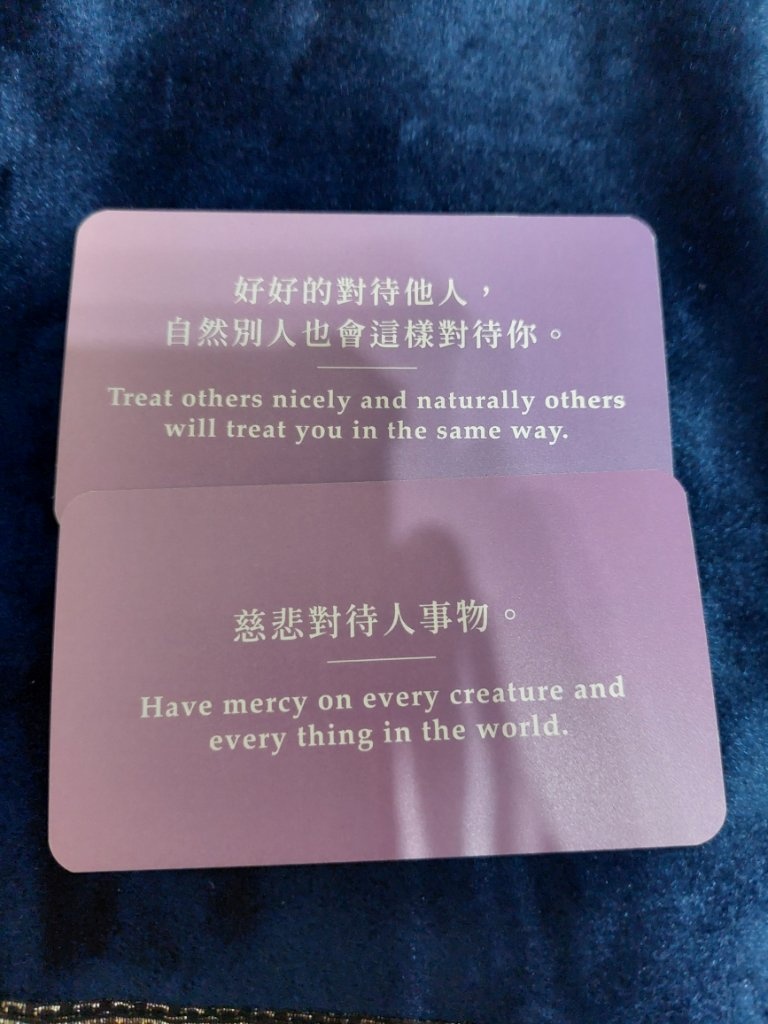 好好的對待他人，
自然別人也會這樣對待你。
Treat others nicely and naturally others
will treat you in the same way.
慈悲對待人事物。
Have mercy on every creature and
every thing in the world.